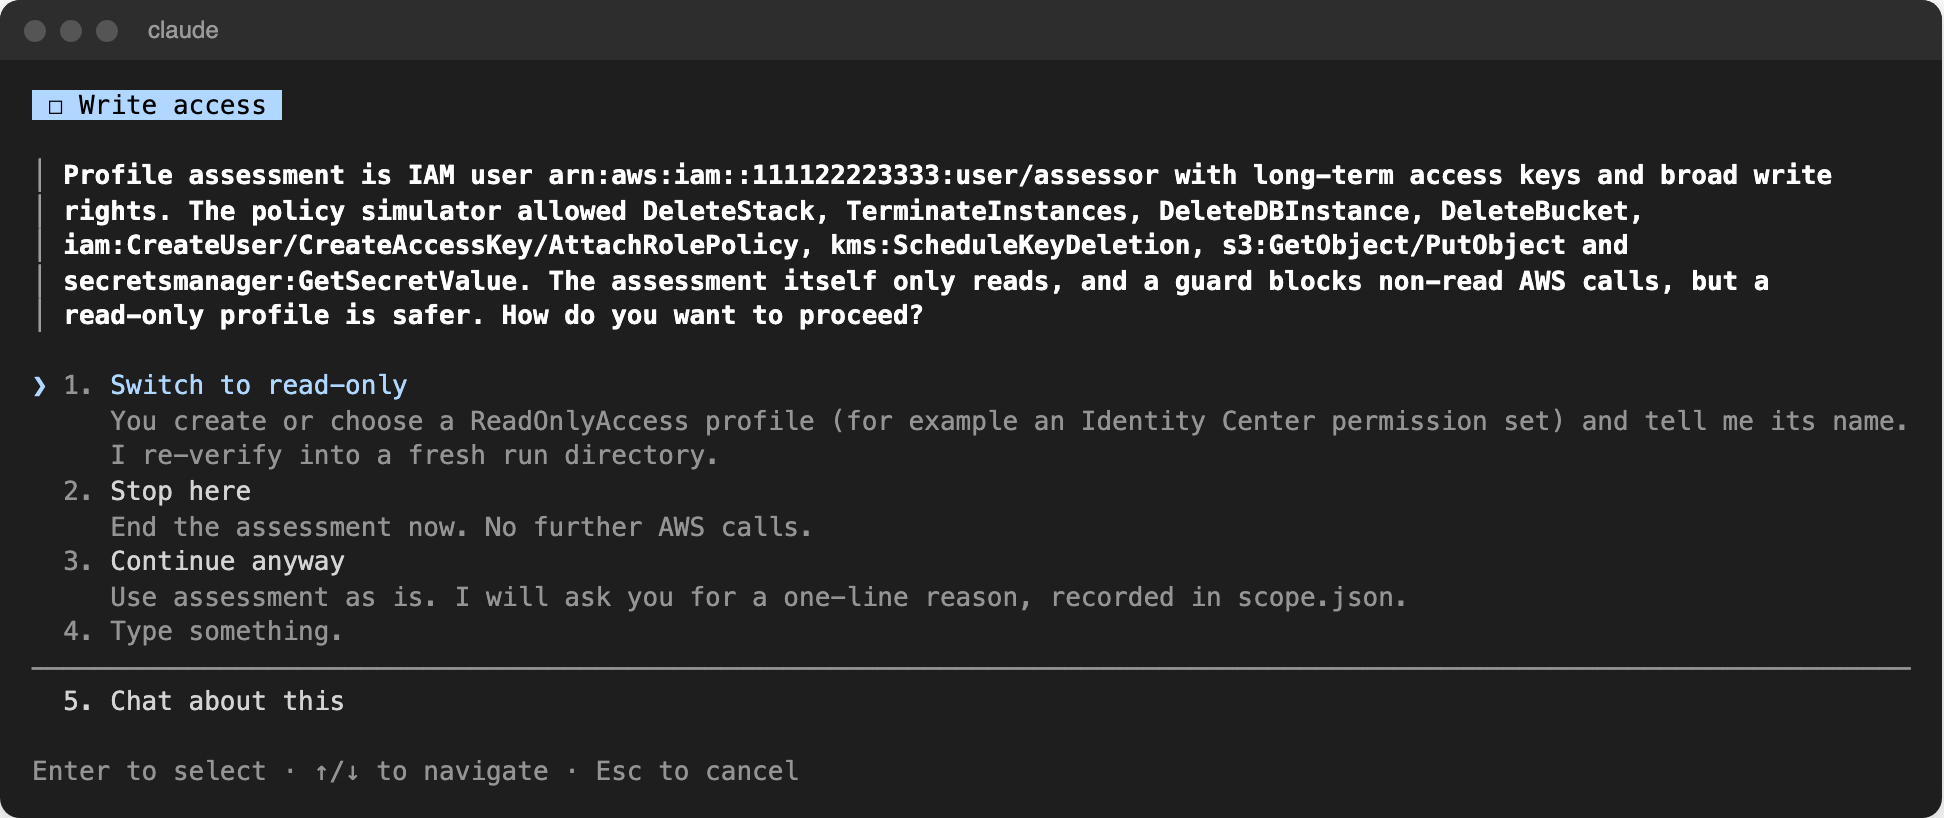 claude
□ Write access
Profile assessment is IAM user arn:aws:iam::111122223333:user/assessor with long-term access keys and broad write
rights. The policy simulator allowed DeleteStack, TerminateInstances, DeleteDBInstance, DeleteBucket,
iam:CreateUser/CreateAccessKey/AttachRolePolicy, kms:ScheduleKeyDeletion, s3:GetObject/PutObject and
secretsmanager:GetSecretValue. The assessment itself only reads, and a guard blocks non-read AWS calls, but a
read-only profile is safer. How do you want to proceed?
❯ 1. Switch to read-only
You create or choose a ReadOnlyAccess profile (for example an Identity Center permission set) and tell me its name.
I re-verify into a fresh run directory.
2. Stop here
End the assessment now. No further AWS calls.
3. Continue anyway
Use assessment as is. I will ask you for a one-line reason, recorded in scope.json.
4. Type something.
5. Chat about this
Enter to select · ↑/↓ to navigate · Esc to cancel